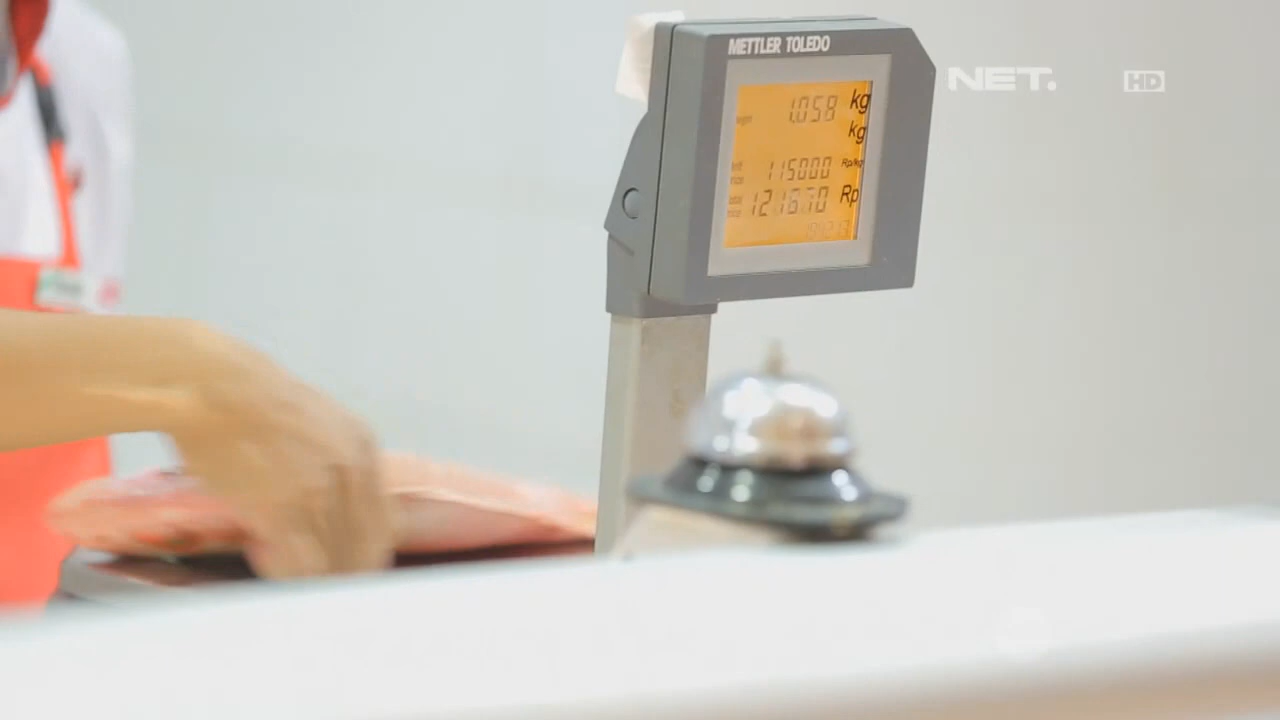 METTLER TOLEDO
NET.
HD
1.058 kg
kg
115000 Rp/kg
121670 Rp